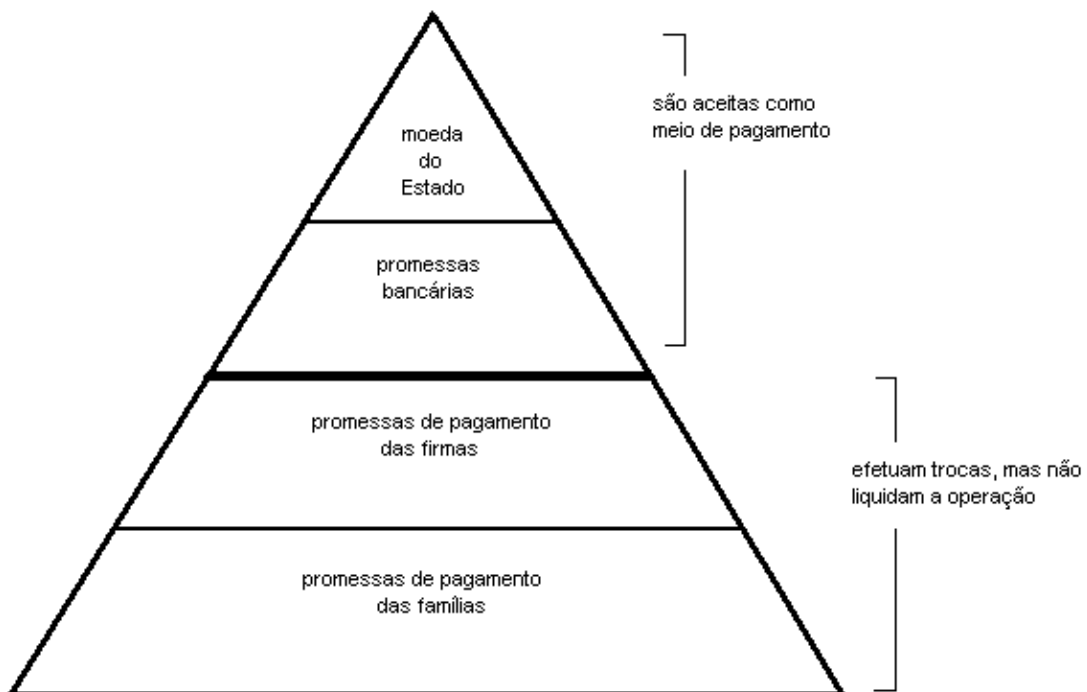 moeda
do
Estado
são aceitas como
meio de pagamento
promessas
bancárias
promessas de pagamento
das firmas
efetuam trocas, mas não
liquidam a operação
promessas de pagamento
das famílias